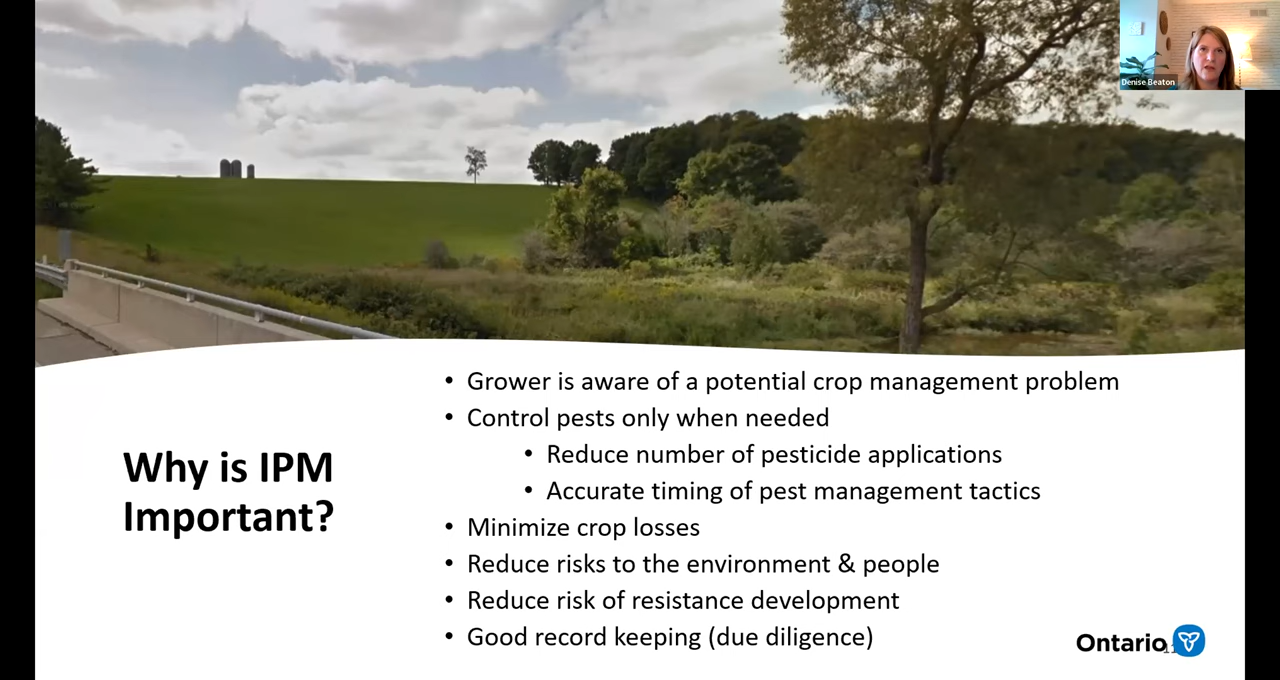 Denise Beaton
Why is IPM
Important?
• Grower is aware of a potential crop management problem
• Control pests only when needed
• Reduce number of pesticide applications
• Accurate timing of pest management tactics
• Minimize crop losses
• Reduce risks to the environment & people
• Reduce risk of resistance development
• Good record keeping (due diligence)
Ontario